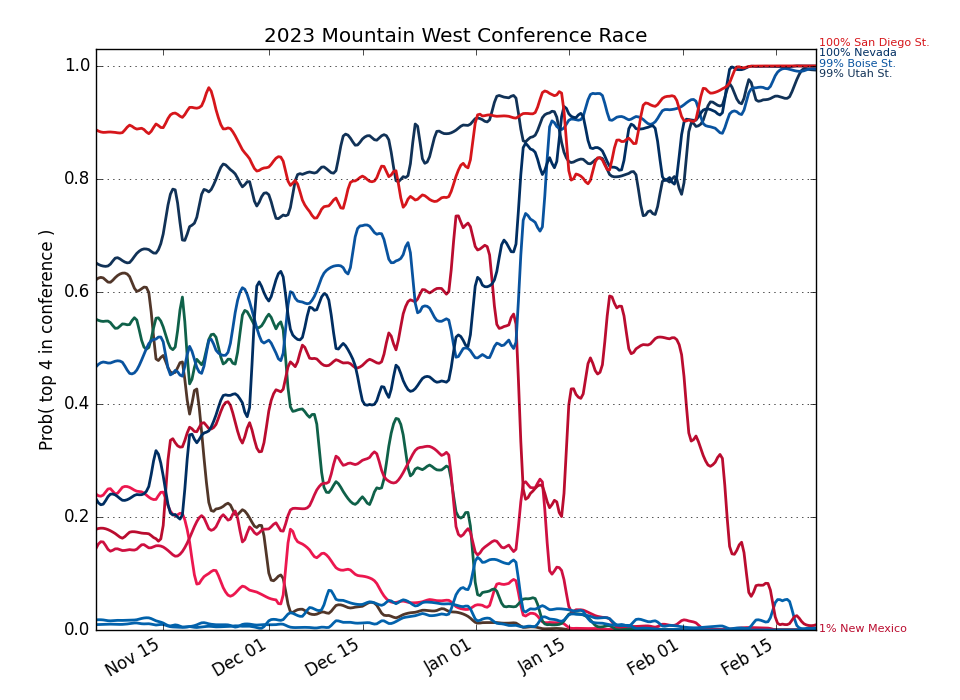 2023 Mountain West Conference Race
100% San Diego St.
100% Nevada
99% Boise St.
99% Utah St.
1.0
0.8
0.6
0.4
0.2
0.0
Prob( top 4 in conference )
1% New Mexico
Nov 15
Dec 01
Dec 15
Jan 01
Jan 15
Feb 01
Feb 15